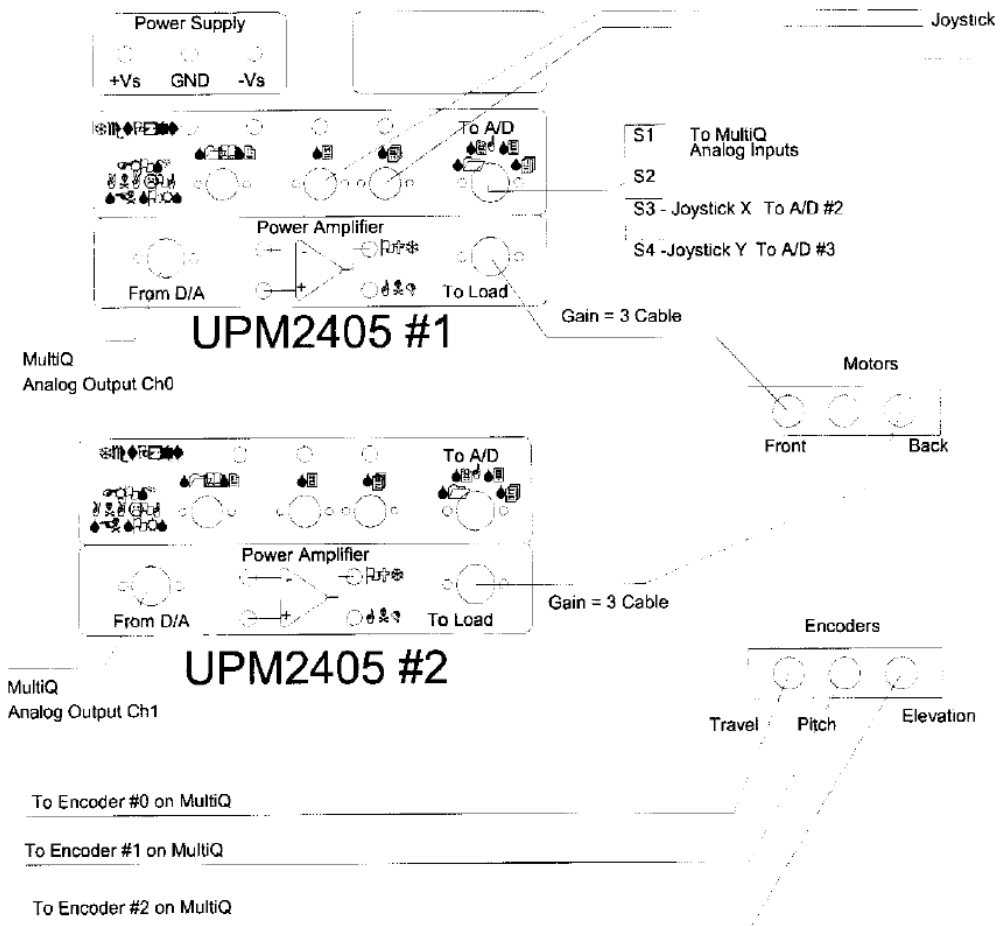 Power Supply
+Vs GND -Vs
Joystick
To A/D
S1 To MultiQ
Analog Inputs
S2
S3 - Joystick X To A/D #2
S4 -Joystick Y To A/D #3
Power Amplifier
- +
From D/A To Load
UPM2405 #1
Gain = 3 Cable
MultiQ
Analog Output Ch0
Motors
Front Back
To A/D
Power Amplifier
- +
From D/A To Load
Gain = 3 Cable
UPM2405 #2
MultiQ
Analog Output Ch1
Encoders
Travel Pitch Elevation
To Encoder #0 on MultiQ
To Encoder #1 on MultiQ
To Encoder #2 on MultiQ